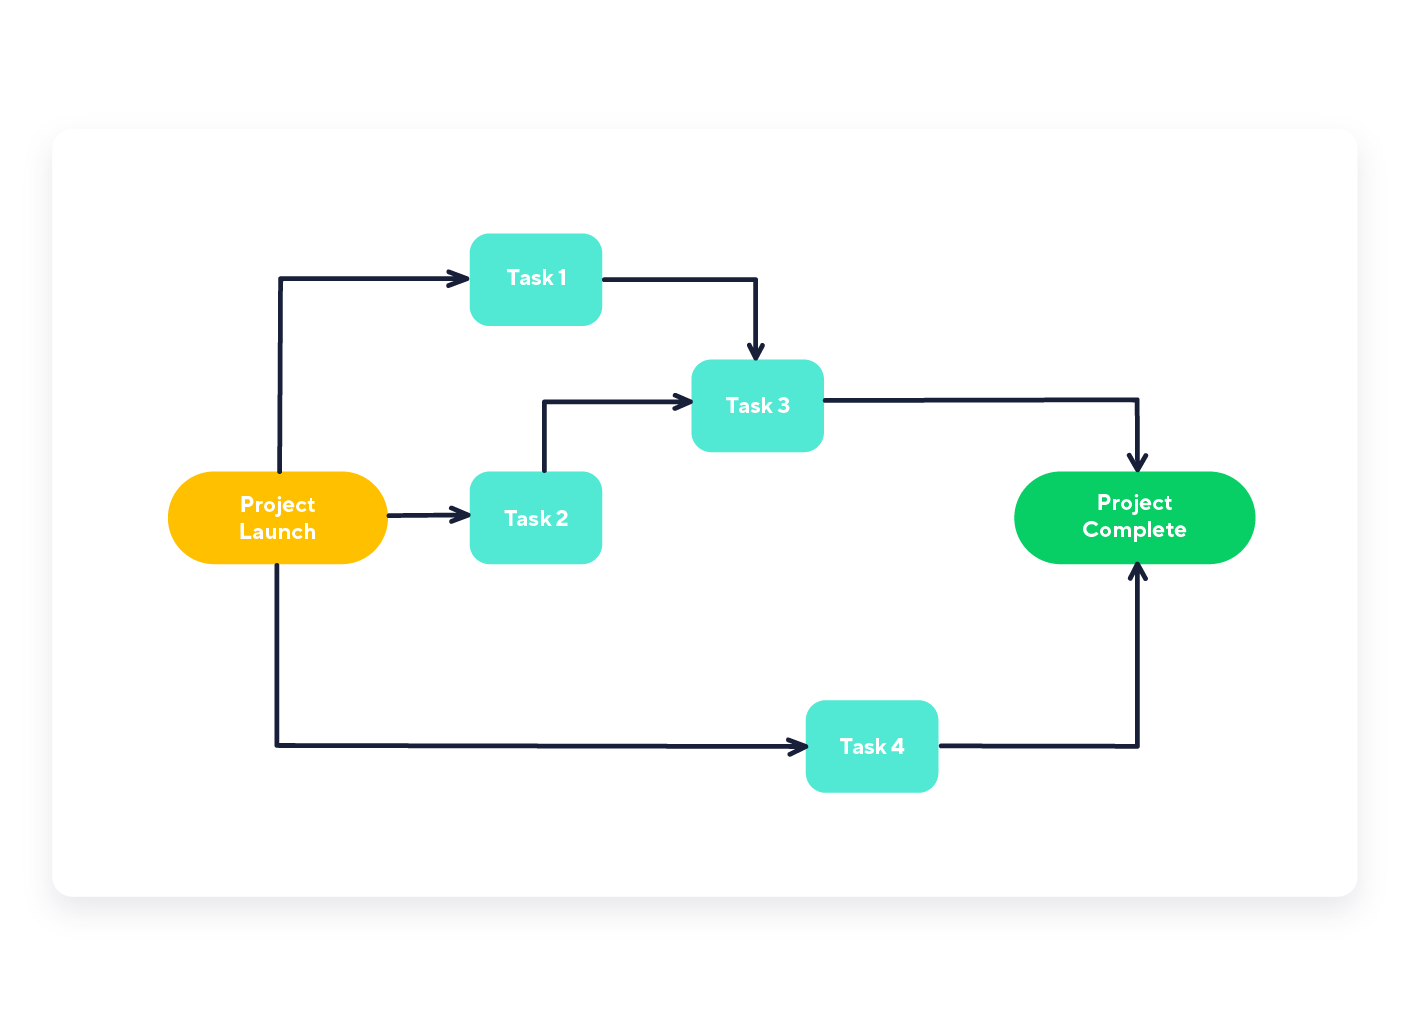 Task 1
Task 3
Project
Launch
Task 2
Project
Complete
Task 4